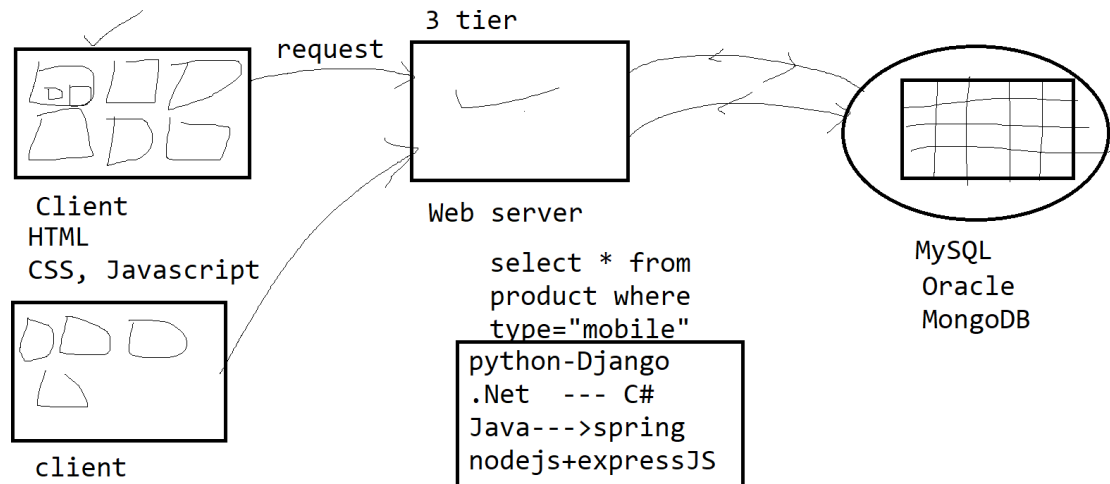 3 tier
request
Client
HTML
CSS, Javascript
client
Web server
select * from
product where
type="mobile"
python-Django
.Net  --- C#
Java--->spring
nodejs+expressJS
MySQL
Oracle
MongoDB